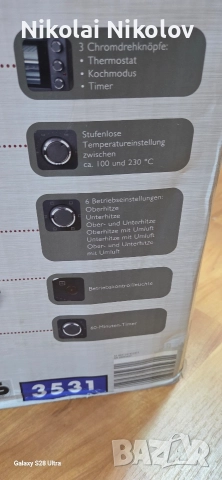 Nikolai Nikolov
3 Chromdrehknöpfe:
• Thermostat
• Kochmodus
• Timer
Stufenlose
Temperatureinstellung
zwischen
ca. 100 und 230 °C
6 Betriebseinstellungen:
Oberhitze
Unterhitze
Ober- und Unterhitze
Oberhitze mit Umluft
Unterhitze mit Umluft
Ober- und Unterhitze
mit Umluft
60-Minuten-Timer
3531
Galaxy S28 Ultra
bazar